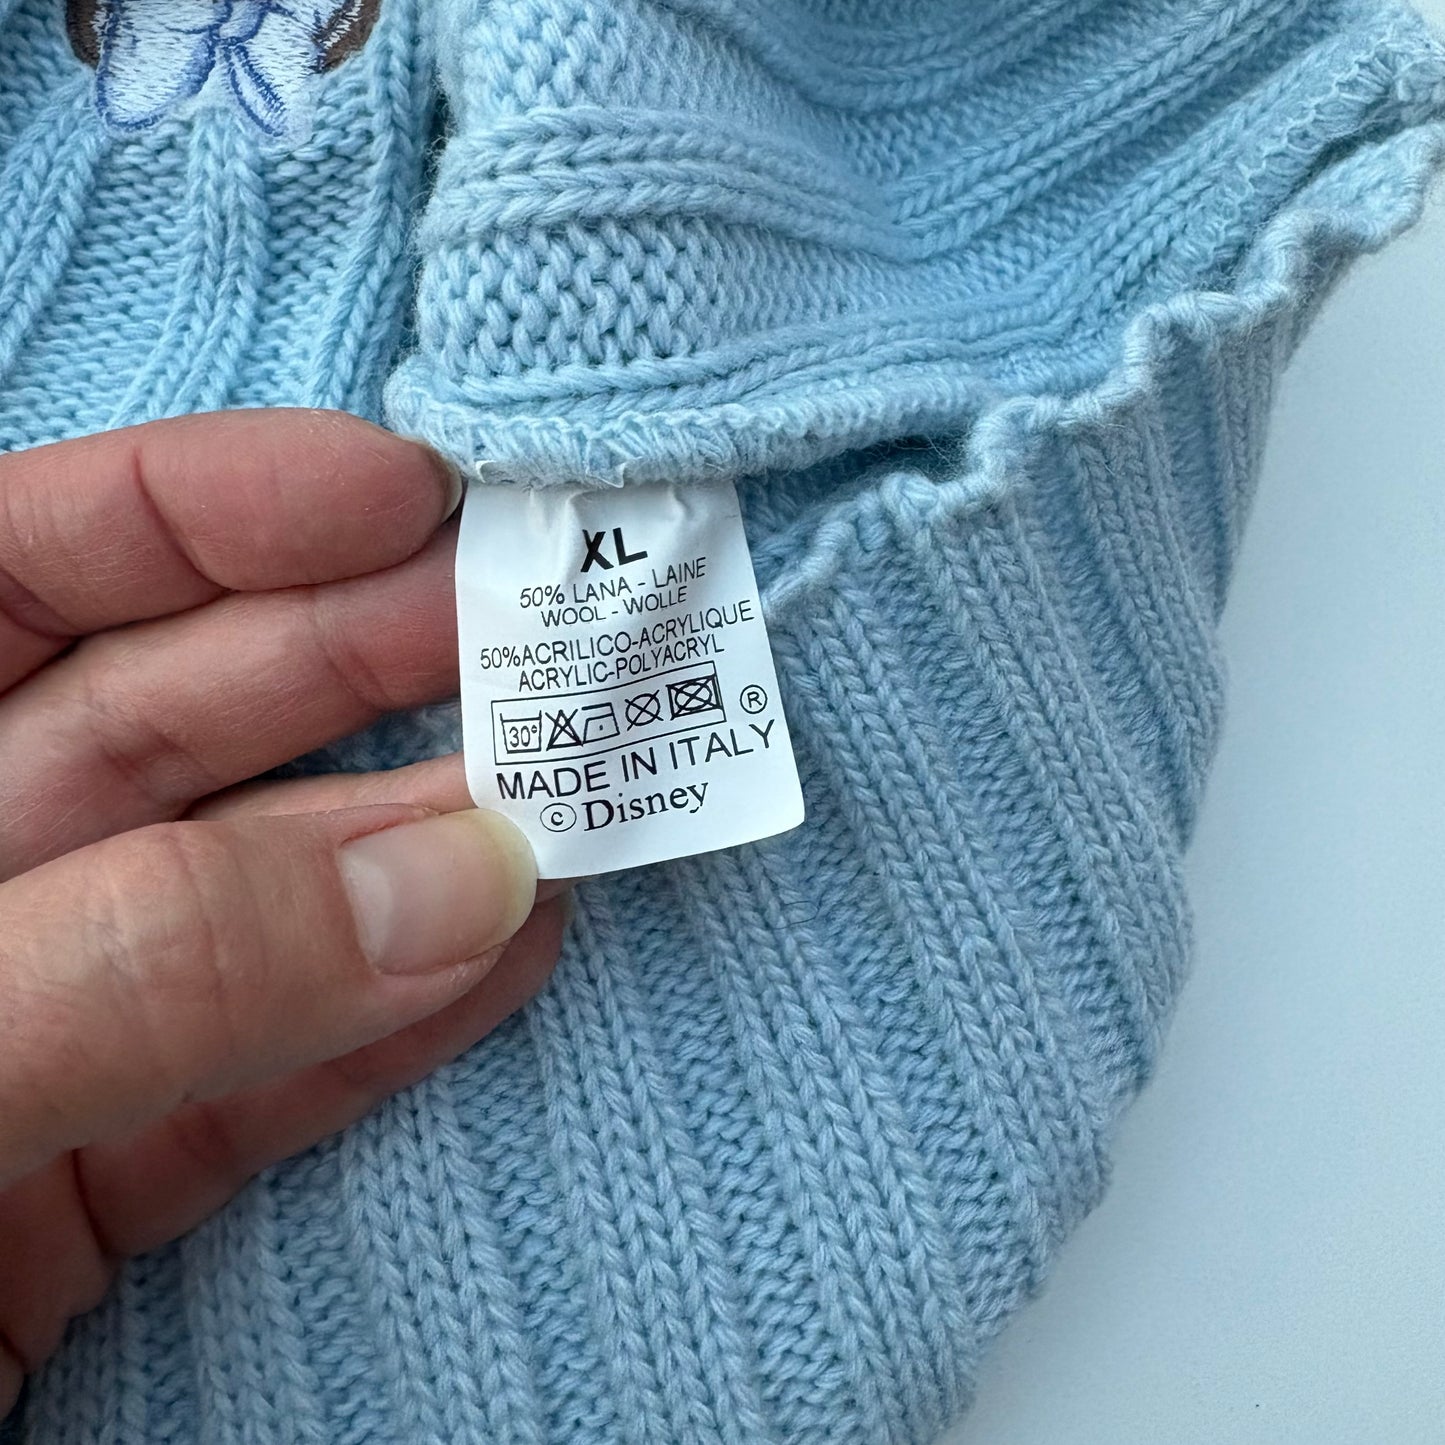 XL
50% LANA - LAINE
WOOL - WOLLE
50%ACRILICO-ACRYLIQUE
ACRYLIC-POLYACRYL
30° ®
MADE IN ITALY
© Disney